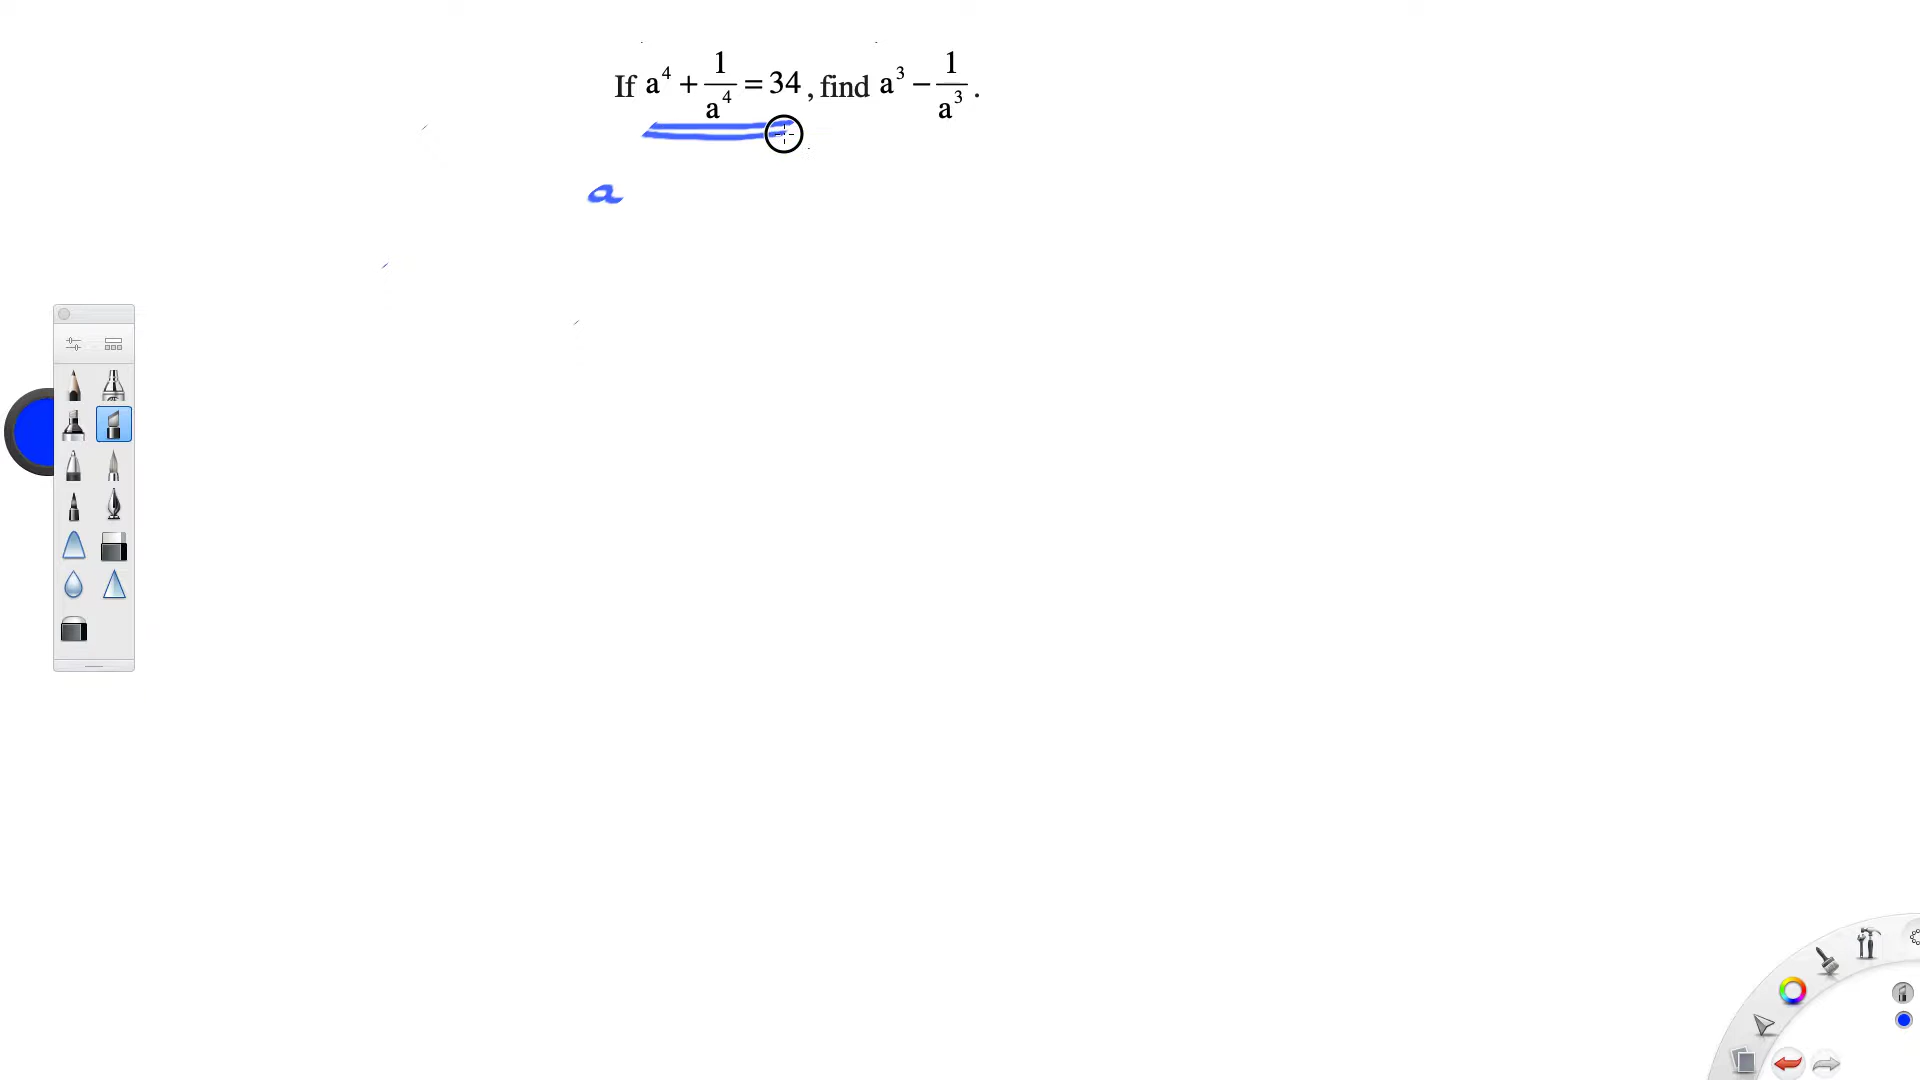 If a⁴ + 1/a⁴ = 34, find a³ − 1/a³.
a